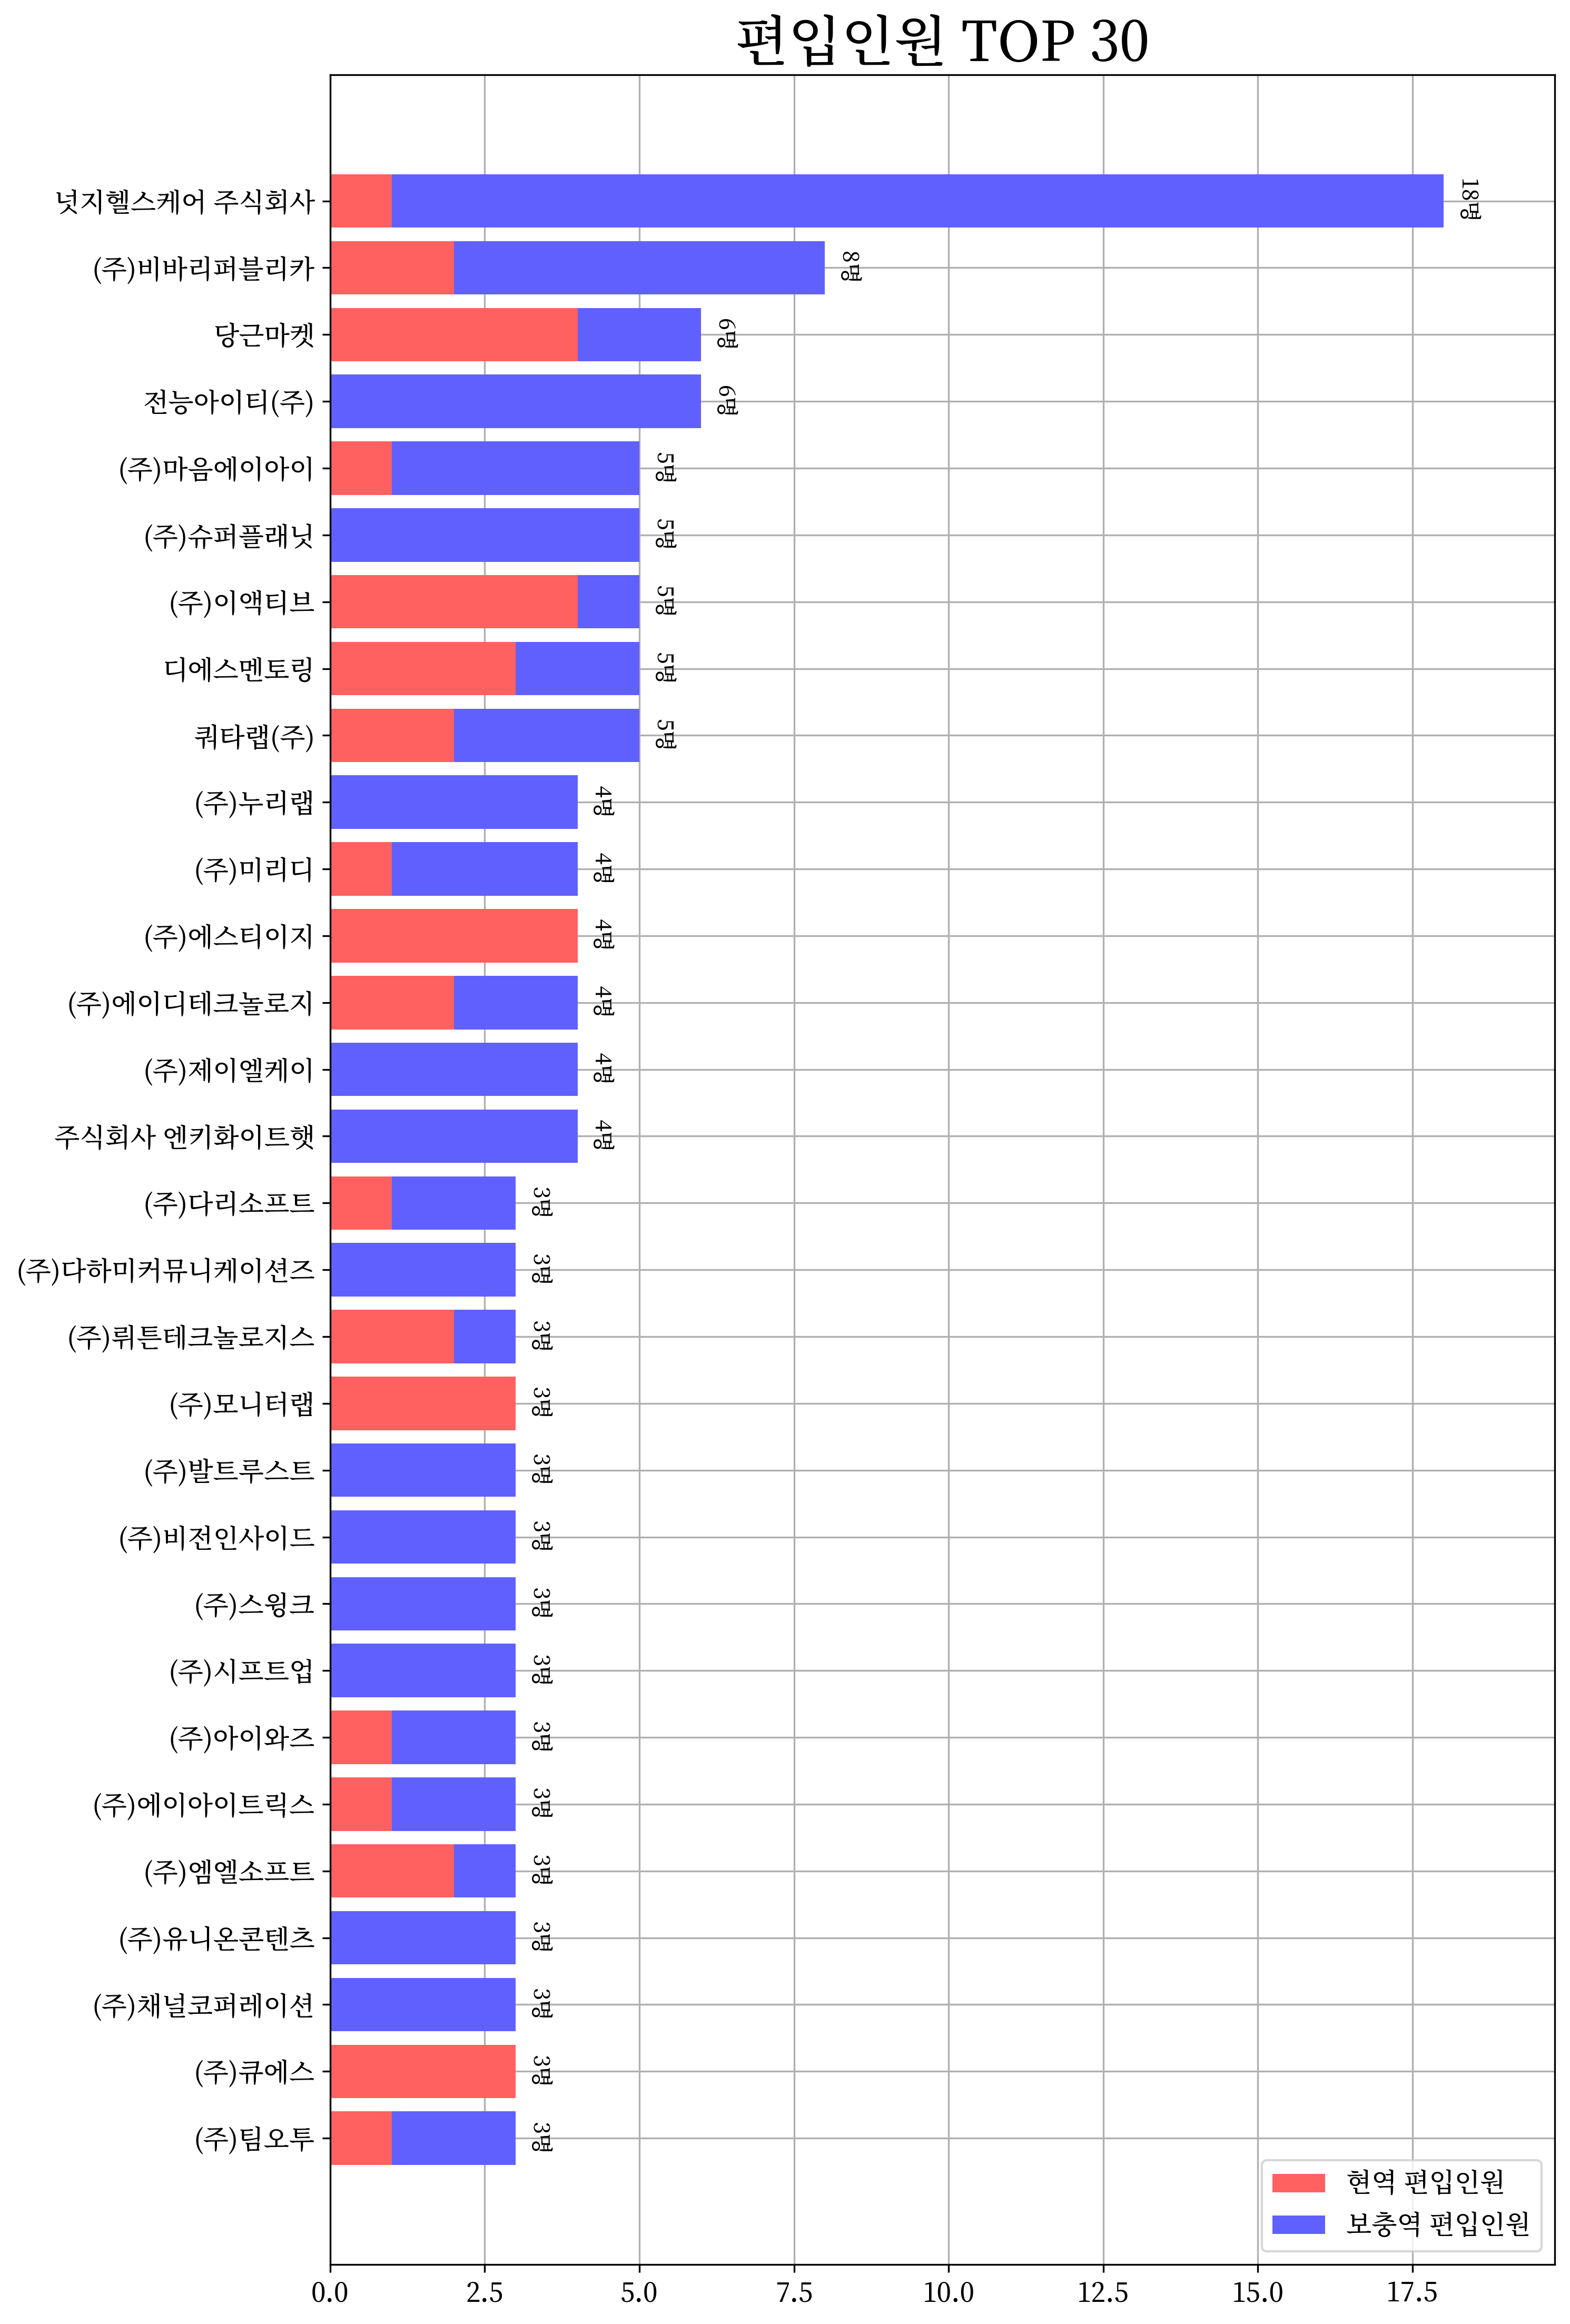 편입인원 TOP 30
넛지헬스케어 주식회사 18명
(주)비바리퍼블리카 8명
당근마켓 6명
전능아이티(주) 6명
(주)마음에이아이 5명
(주)슈퍼플래닛 5명
(주)이액티브 5명
디에스멘토링 5명
쿼타랩(주) 5명
(주)누리랩 4명
(주)미리디 4명
(주)에스티이지 4명
(주)에이디테크놀로지 4명
(주)제이엘케이 4명
주식회사 엔키화이트햇 4명
(주)다리소프트 3명
(주)다하미커뮤니케이션즈 3명
(주)뤼튼테크놀로지스 3명
(주)모니터랩 3명
(주)발트루스트 3명
(주)비전인사이드 3명
(주)스윙크 3명
(주)시프트업 3명
(주)아이와즈 3명
(주)에이아이트릭스 3명
(주)엠엘소프트 3명
(주)유니온콘텐츠 3명
(주)채널코퍼레이션 3명
(주)큐에스 3명
(주)팀오투 3명
현역 편입인원
보충역 편입인원
0.0 2.5 5.0 7.5 10.0 12.5 15.0 17.5